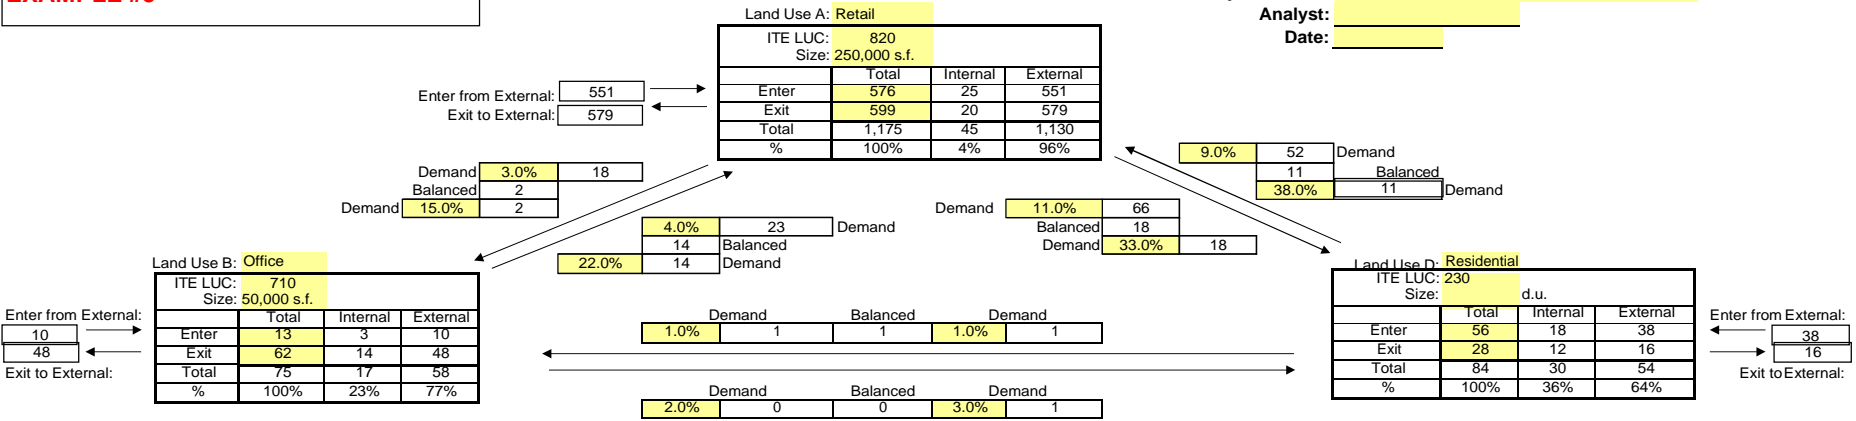 EXAMPLE #3
Analyst:
Date:
Land Use A: Retail
ITE LUC: 820
Size: 250,000 s.f.
Total Internal External
Enter 576 25 551
Exit 599 20 579
Total 1,175 45 1,130
% 100% 4% 96%
Enter from External: 551
Exit to External: 579
Demand 3.0% 18
Balanced 2
Demand 15.0% 2
4.0% 23 Demand
14 Balanced
22.0% 14 Demand
Demand 11.0% 66
Balanced 18
Demand 33.0% 18
9.0% 52 Demand
11 Balanced
38.0% 11 Demand
Land Use B: Office
ITE LUC: 710
Size: 50,000 s.f.
Total Internal External
Enter 13 3 10
Exit 62 14 48
Total 75 17 58
% 100% 23% 77%
Enter from External:
10
48
Exit to External:
Demand Balanced Demand
1.0% 1 1 1.0% 1
Demand Balanced Demand
2.0% 0 0 3.0% 1
Land Use D: Residential
ITE LUC: 230
Size: d.u.
Total Internal External
Enter 56 18 38
Exit 28 12 16
Total 84 30 54
% 100% 36% 64%
Enter from External:
38
16
Exit to External: